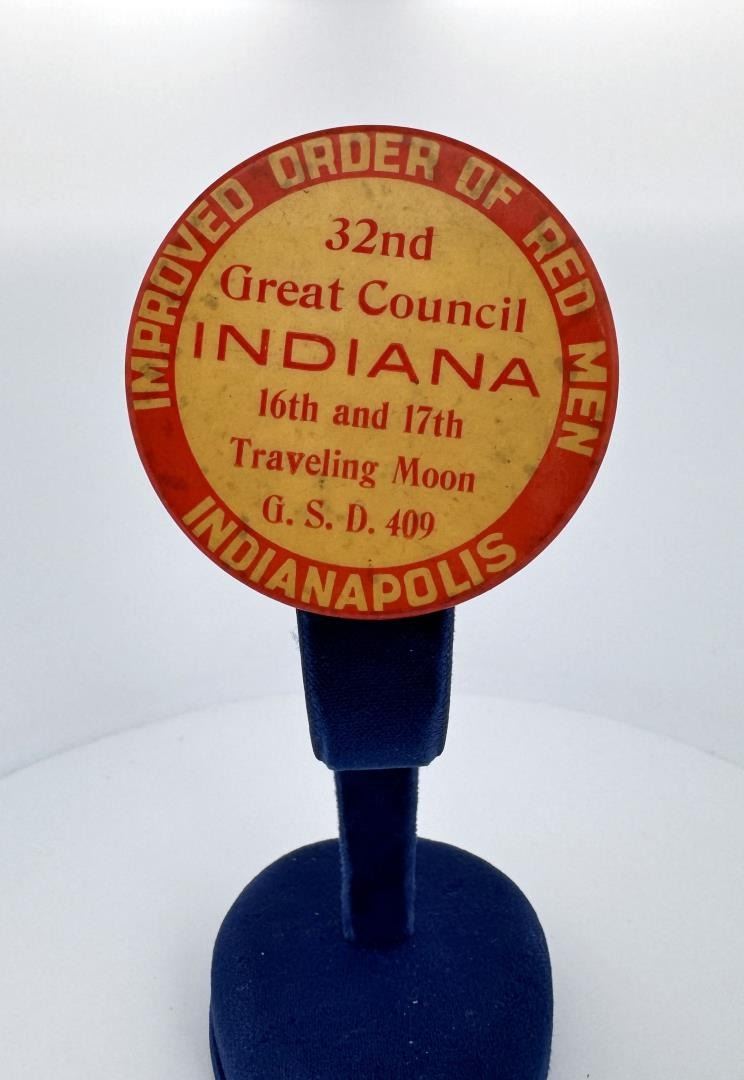 IMPROVED ORDER OF RED MEN
32nd
Great Council
INDIANA
16th and 17th
Traveling Moon
G. S. D. 409
INDIANAPOLIS